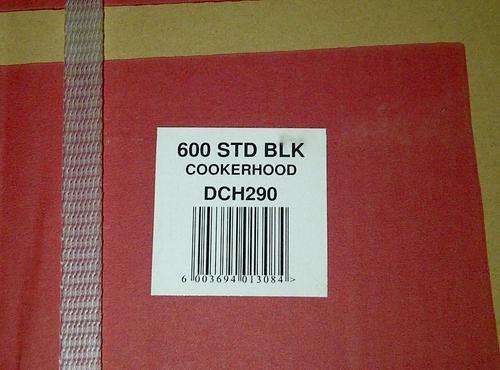 600 STD BLK
COOKERHOOD
DCH290
6 003694 013084 >